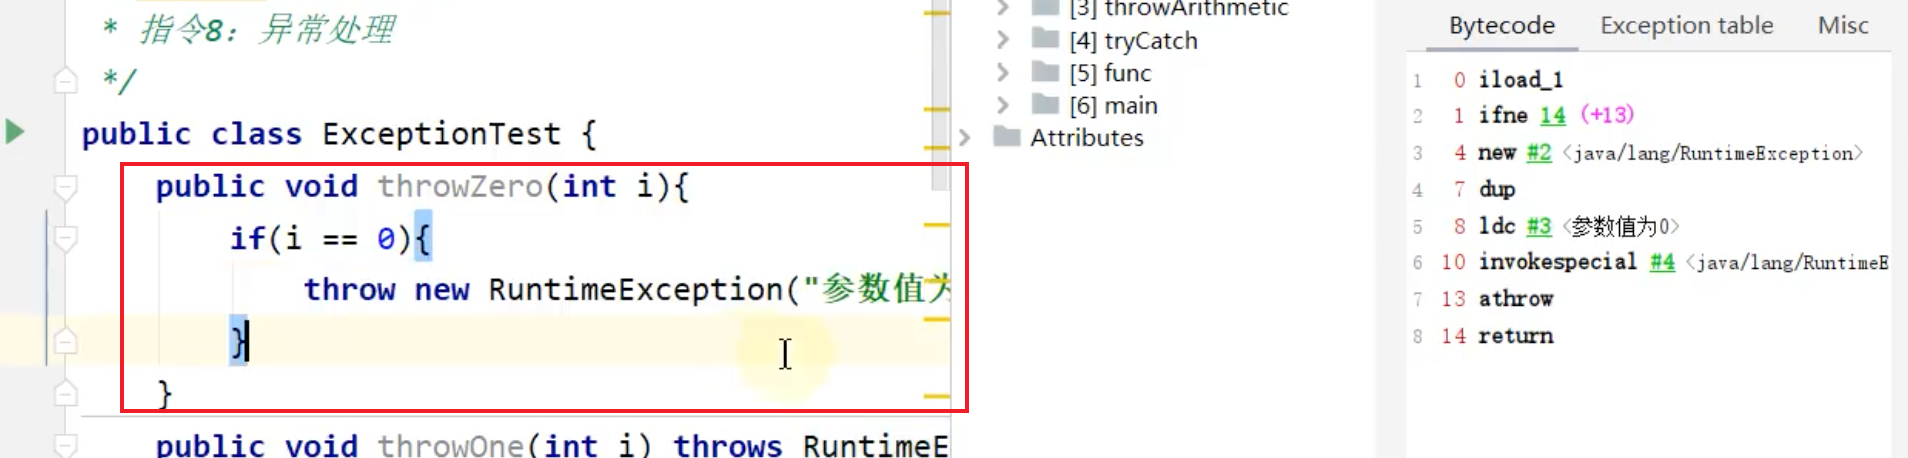 * 指令8：异常处理
*/
public class ExceptionTest {
public void throwZero(int i){
if(i == 0){
throw new RuntimeException("参数值为
}
}
public void throwOne(int i) throws RuntimeE
[3] throwArithmetic
[4] tryCatch
[5] func
[6] main
Attributes
Bytecode Exception table Misc
1 0 iload_1
2 1 ifne 14 (+13)
3 4 new #2 <java/lang/RuntimeException>
4 7 dup
5 8 ldc #3 <参数值为0>
6 10 invokespecial #4 <java/lang/RuntimeE
7 13 athrow
8 14 return